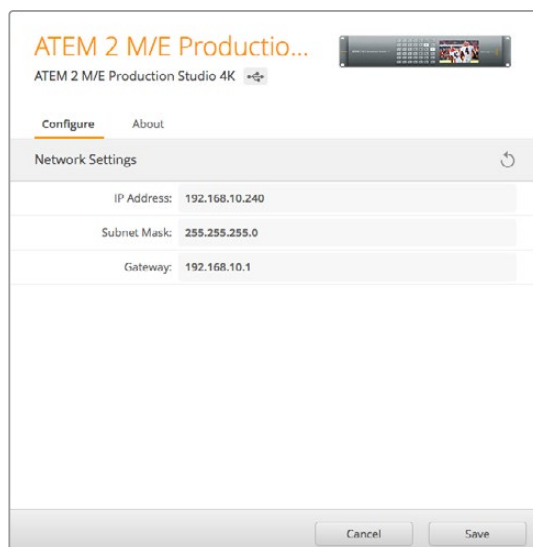 ATEM 2 M/E Productio...
ATEM 2 M/E Production Studio 4K
Configure About
Network Settings
IP Address: 192.168.10.240
Subnet Mask: 255.255.255.0
Gateway: 192.168.10.1
Cancel Save